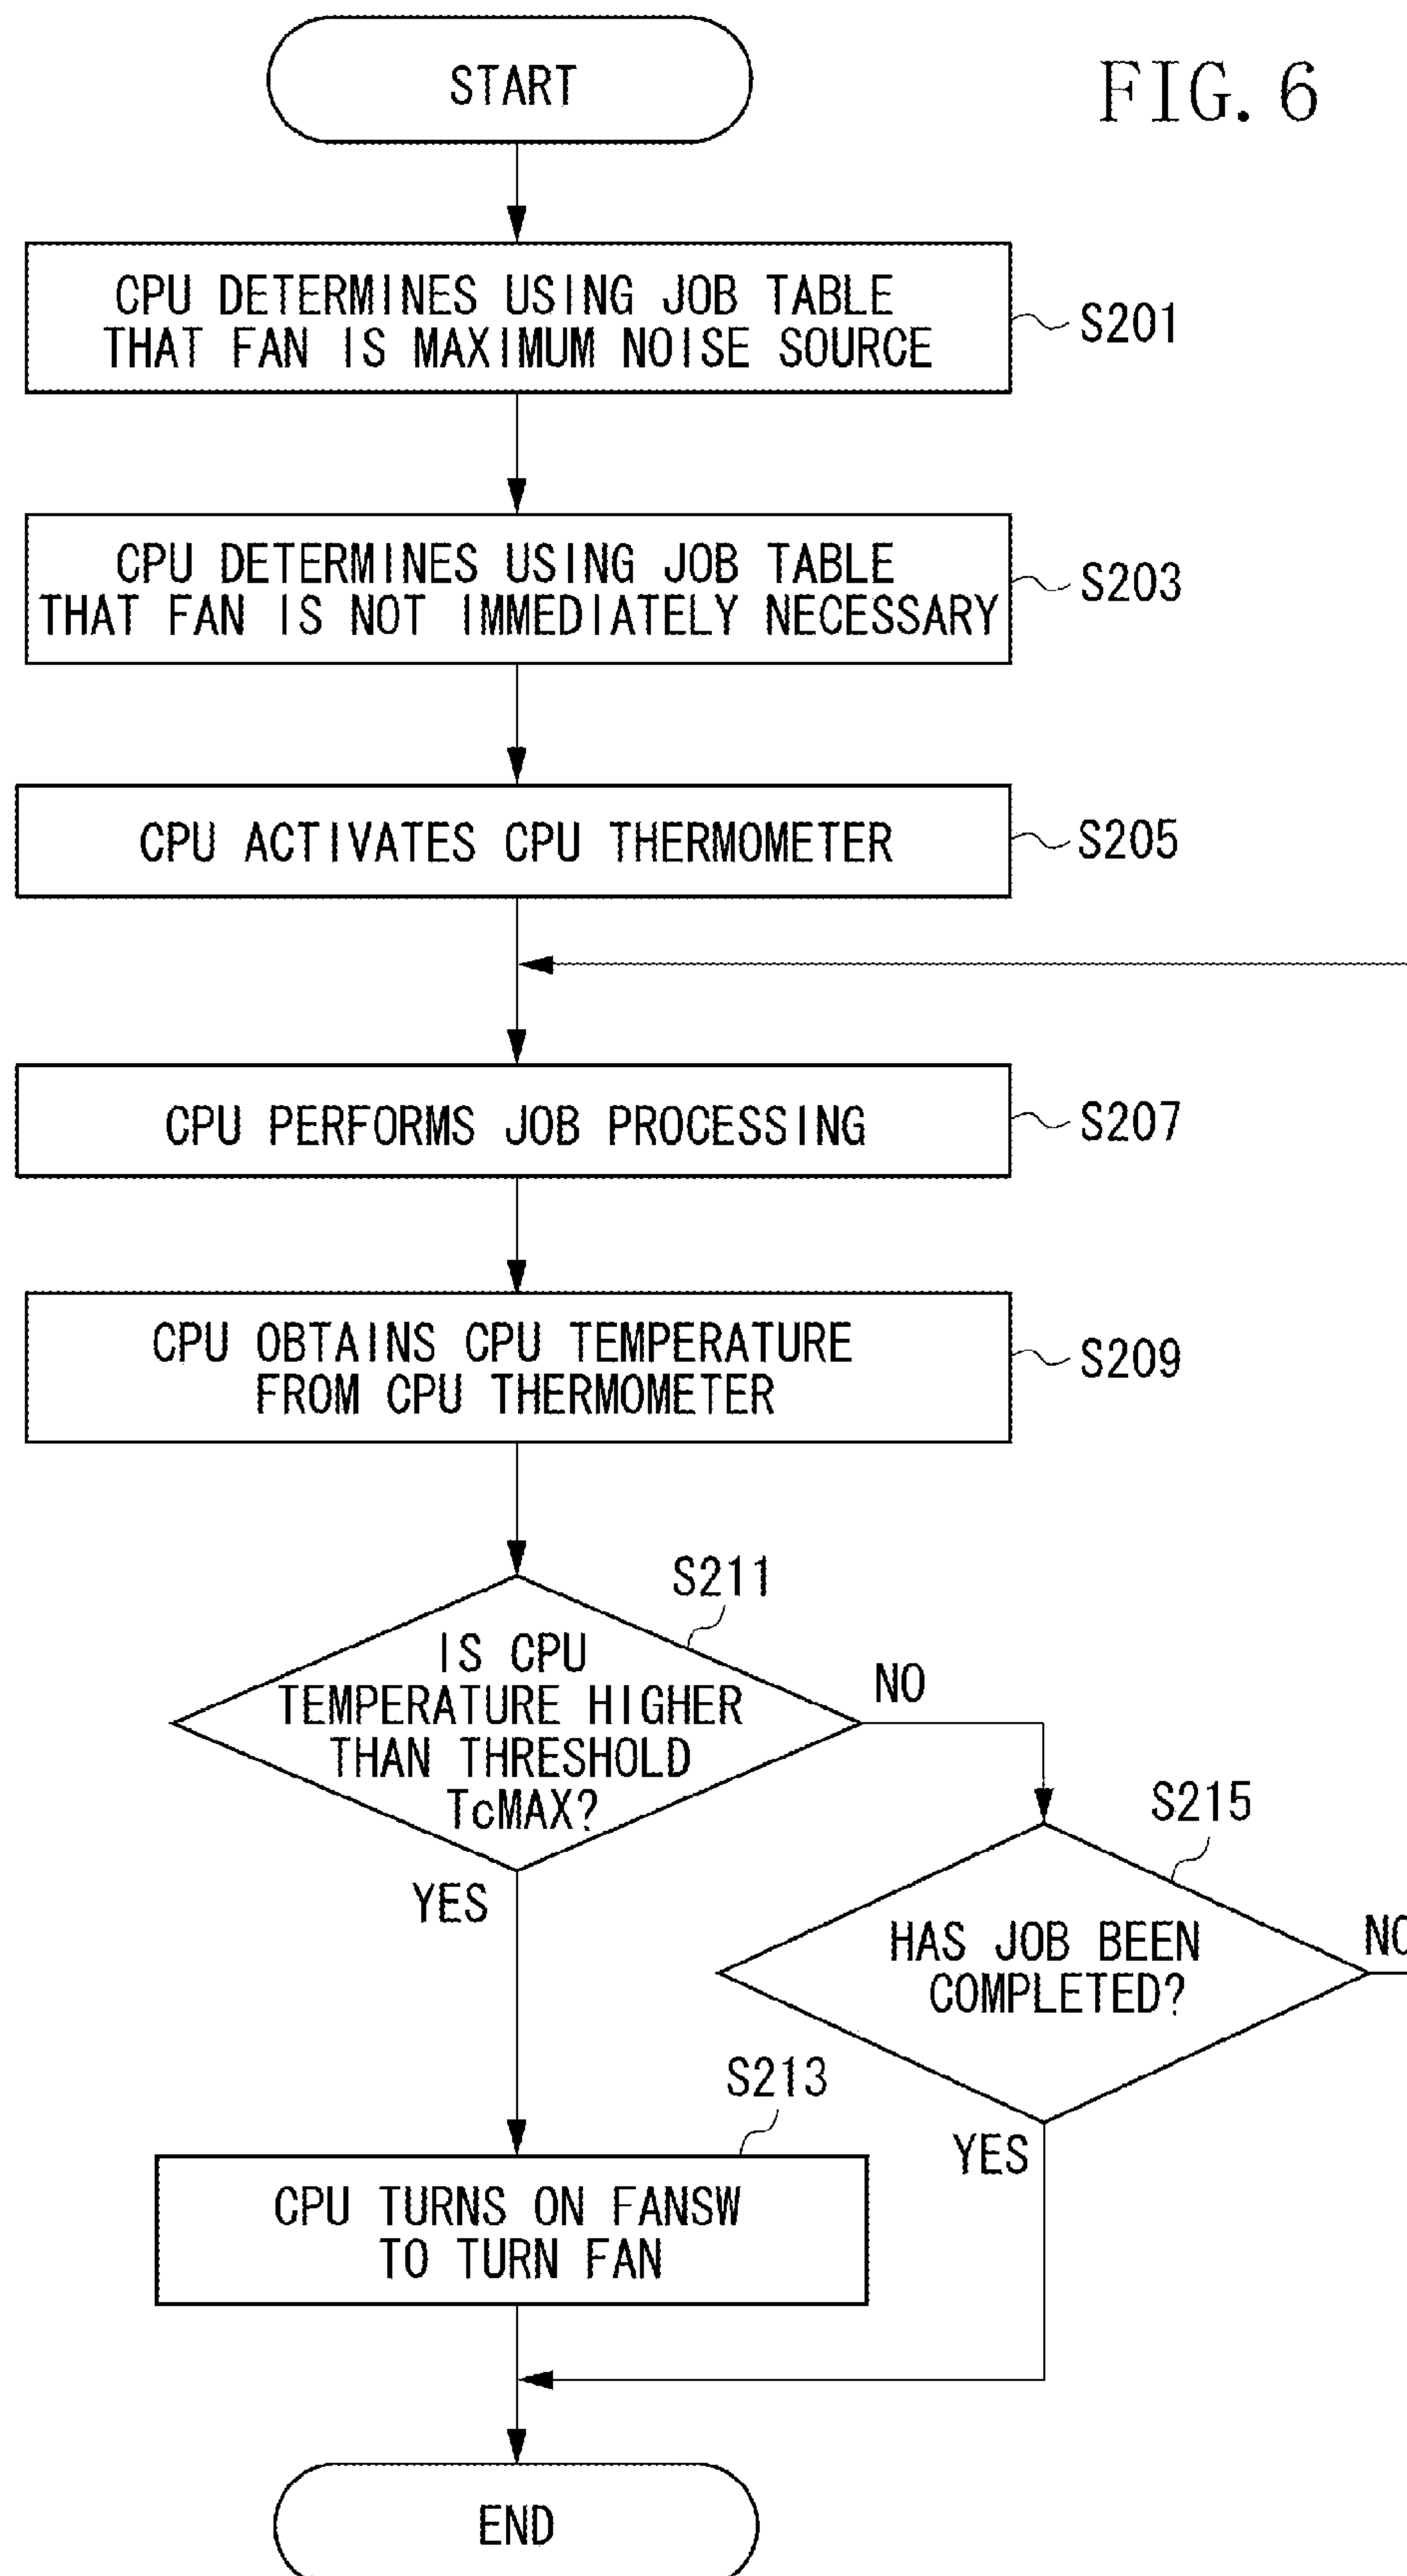 START
FIG. 6
CPU DETERMINES USING JOB TABLE
THAT FAN IS MAXIMUM NOISE SOURCE
S201
CPU DETERMINES USING JOB TABLE
THAT FAN IS NOT IMMEDIATELY NECESSARY
S203
CPU ACTIVATES CPU THERMOMETER
S205
CPU PERFORMS JOB PROCESSING
S207
CPU OBTAINS CPU TEMPERATURE
FROM CPU THERMOMETER
S209
S211
IS CPU
TEMPERATURE HIGHER
THAN THRESHOLD
TcMAX?
NO
YES
S215
HAS JOB BEEN
COMPLETED?
NO
YES
S213
CPU TURNS ON FANSW
TO TURN FAN
END